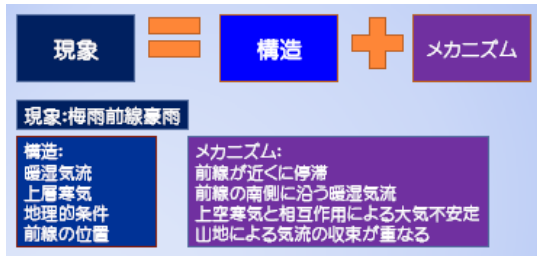 現象 = 構造 + メカニズム
現象:梅雨前線豪雨
構造:
暖湿気流
上層寒気
地理的条件
前線の位置
メカニズム:
前線が近くに停滞
前線の南側に沿う暖湿気流
上空寒気と相互作用による大気不安定
山地による気流の収束が重なる